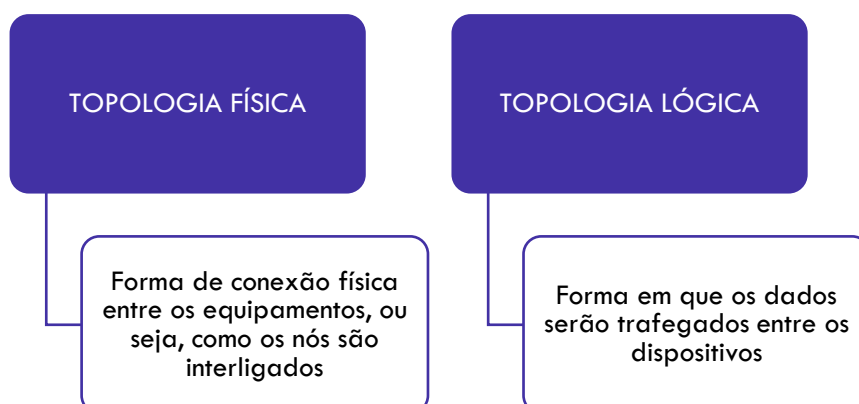 TOPOLOGIA FÍSICA
Forma de conexão física
entre os equipamentos, ou
seja, como os nós são
interligados
TOPOLOGIA LÓGICA
Forma em que os dados
serão trafegados entre os
dispositivos